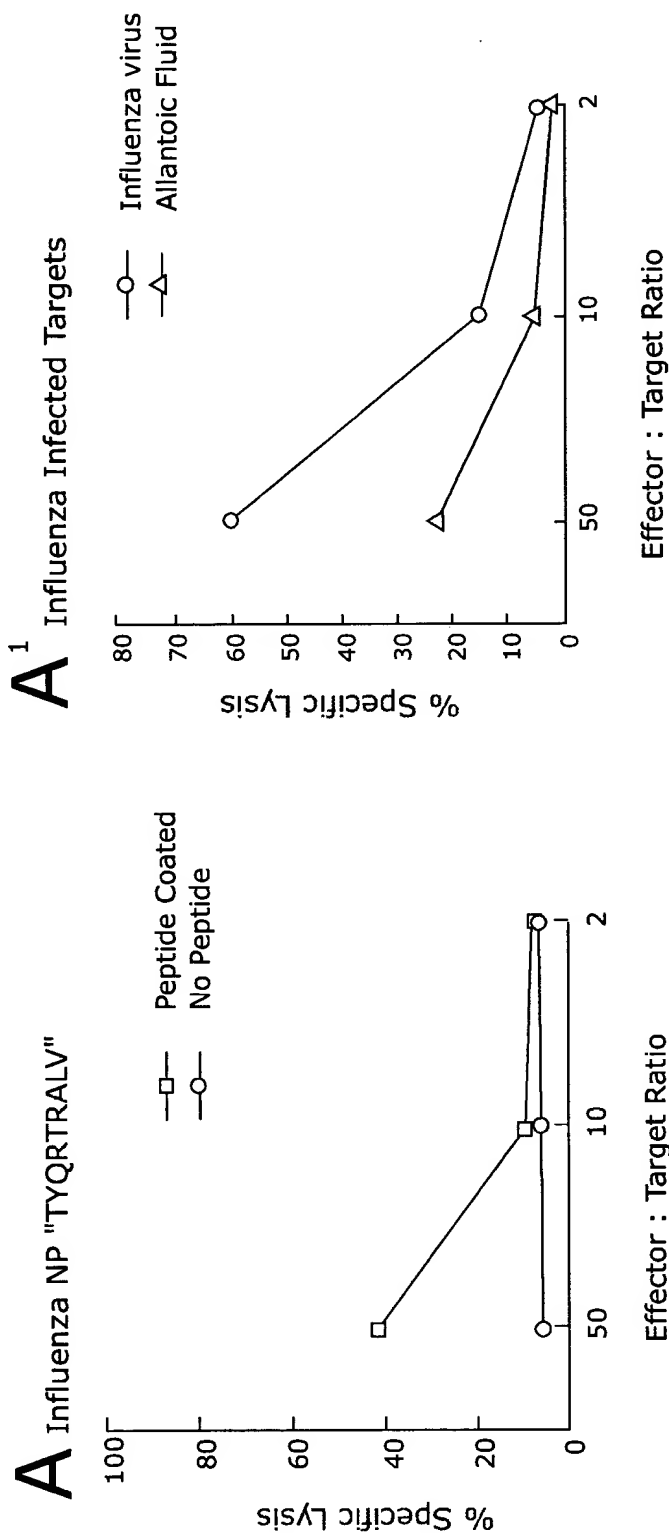 A Influenza NP "TYQRTRALV"
Peptide Coated
No Peptide
100
80
60
40
20
0
% Specific Lysis
50
10
2
Effector : Target Ratio
A1 Influenza Infected Targets
Influenza virus
Allantoic Fluid
80
70
60
50
40
30
20
10
0
% Specific Lysis
50
10
2
Effector : Target Ratio